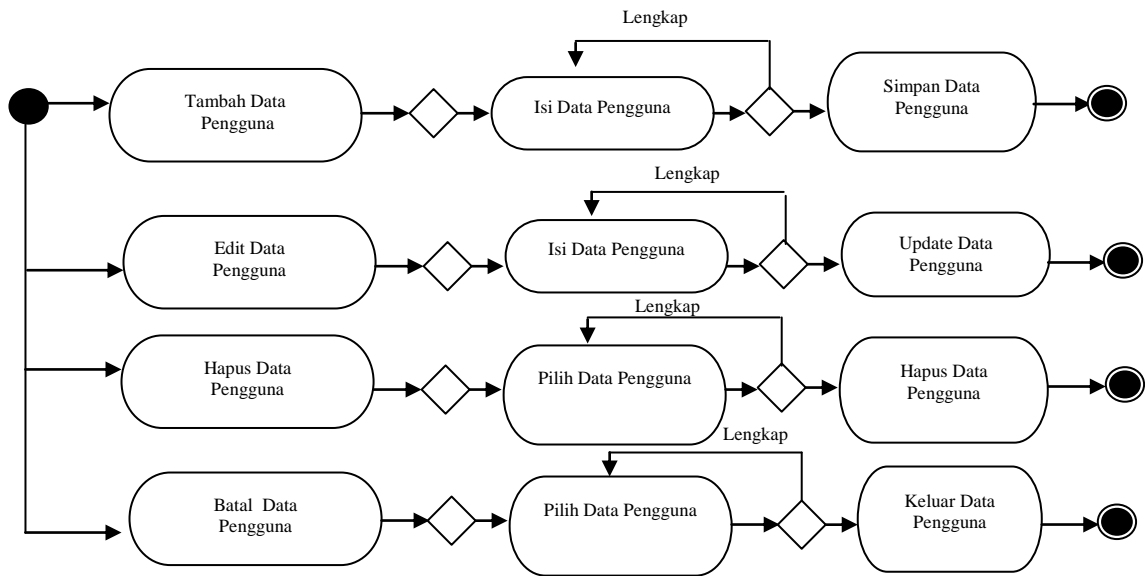 Lengkap
Tambah Data
Pengguna
Isi Data Pengguna
Simpan Data
Pengguna
Lengkap
Edit Data
Pengguna
Isi Data Pengguna
Update Data
Pengguna
Lengkap
Hapus Data
Pengguna
Pilih Data Pengguna
Hapus Data
Pengguna
Lengkap
Batal  Data
Pengguna
Pilih Data Pengguna
Keluar Data
Pengguna